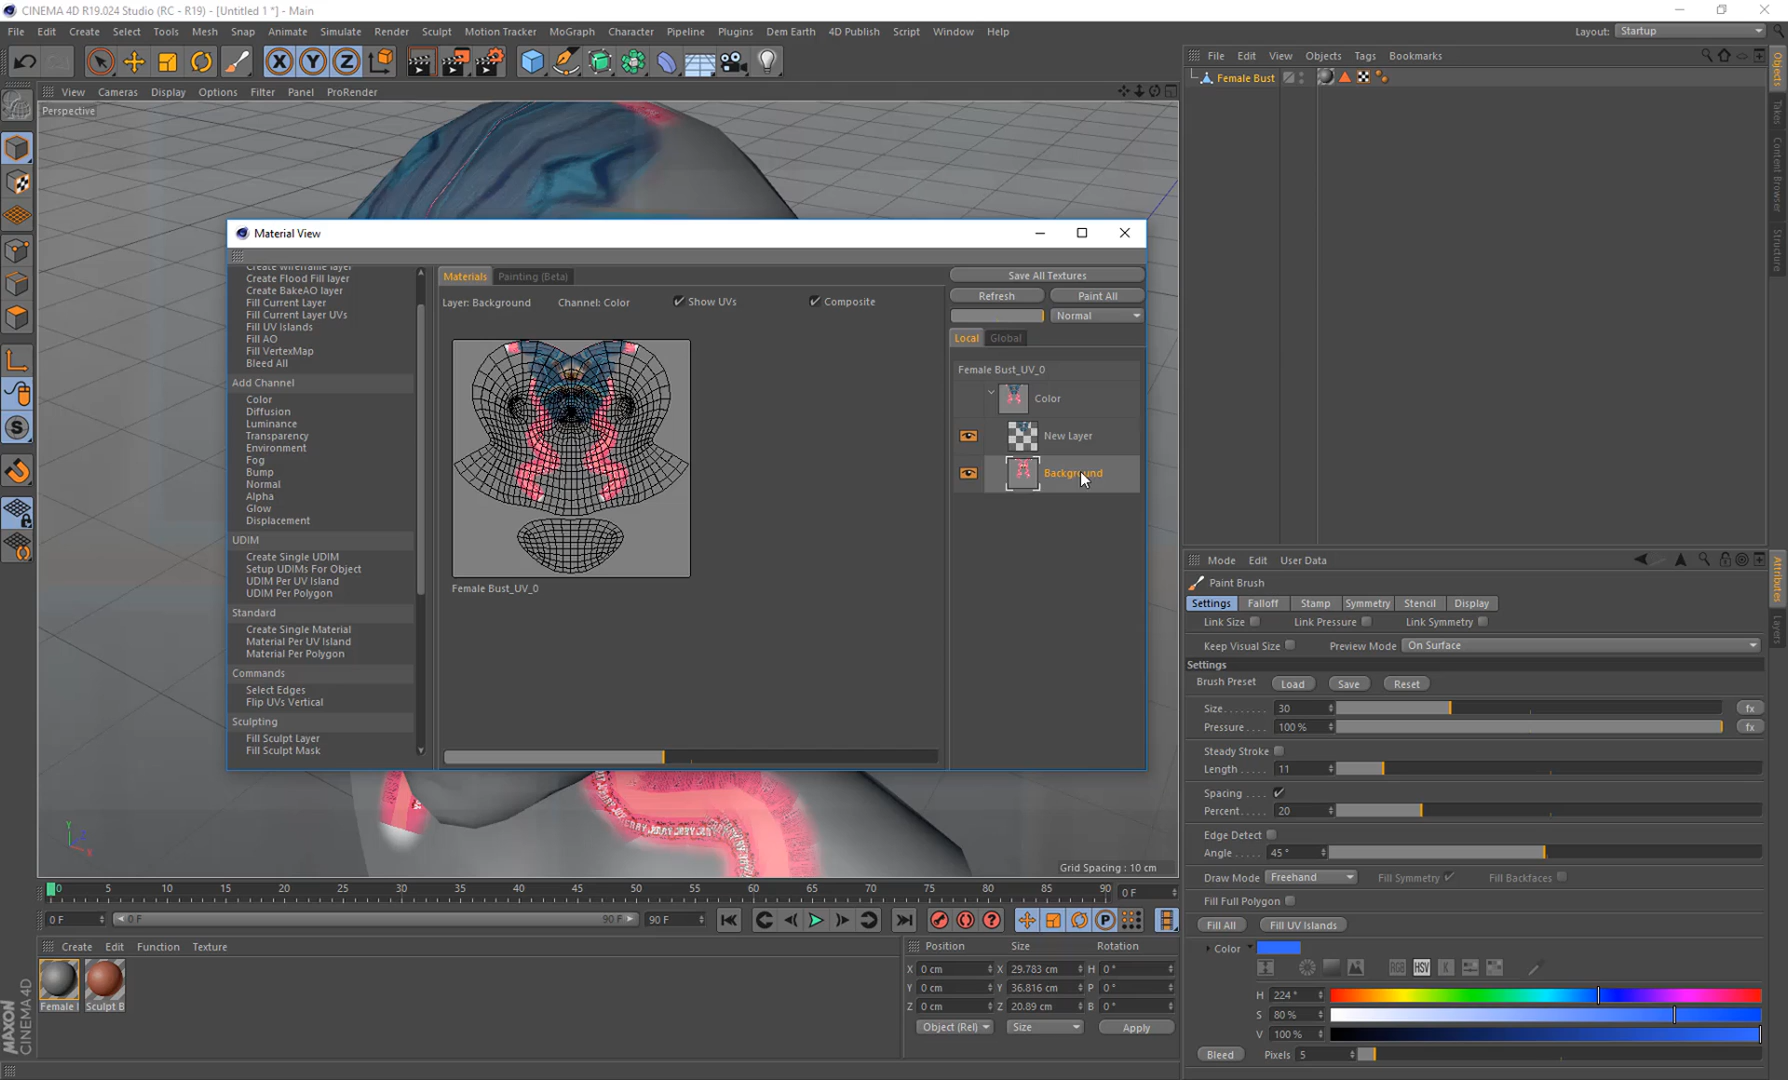 CINEMA 4D R19.024 Studio (RC - R19) - [Untitled 1 *] - Main
File Edit Create Select Tools Mesh Snap Animate Simulate Render Sculpt Motion Tracker MoGraph Character Pipeline Plugins Dem Earth 4D Publish Script Window Help
Layout: Startup
X Y Z
File Edit View Objects Tags Bookmarks
Female Bust
Objects
Takes
Content Browser
Structure
View Cameras Display Options Filter Panel ProRender
Perspective
Material View
Create wireframe layer
Create Flood Fill layer
Create BakeAO layer
Fill Current Layer
Fill Current Layer UVs
Fill UV Islands
Fill AO
Fill VertexMap
Bleed All
Add Channel
Color
Diffusion
Luminance
Transparency
Environment
Fog
Bump
Normal
Alpha
Glow
Displacement
UDIM
Create Single UDIM
Setup UDIMs For Object
UDIM Per UV Island
UDIM Per Polygon
Standard
Create Single Material
Material Per UV Island
Material Per Polygon
Commands
Select Edges
Flip UVs Vertical
Sculpting
Fill Sculpt Layer
Fill Sculpt Mask
Materials Painting (Beta)
Layer: Background Channel: Color Show UVs Composite
Female Bust_UV_0
Save All Textures
Refresh Paint All
Normal
Local Global
Female Bust_UV_0
Color
New Layer
Background
Grid Spacing : 10 cm
Y
X
0 5 10 15 20 25 30 35 40 45 50 55 60 65 70 75 80 85 90 0 F
0 F 0 F 90 F 90 F
P
Create Edit Function Texture
Female I Sculpt B
MAXON
CINEMA 4D
Position Size Rotation
X 0 cm X 29.783 cm H 0 °
Y 0 cm Y 36.816 cm P 0 °
Z 0 cm Z 20.89 cm B 0 °
Object (Rel) Size Apply
Mode Edit User Data
Attributes
Layers
Paint Brush
Settings Falloff Stamp Symmetry Stencil Display
Link Size Link Pressure Link Symmetry
Keep Visual Size Preview Mode On Surface
Settings
Brush Preset Load Save Reset
Size 30 fx
Pressure 100 % fx
Steady Stroke
Length 11
Spacing
Percent 20
Edge Detect
Angle 45 °
Draw Mode Freehand Fill Symmetry Fill Backfaces
Fill Full Polygon
Fill All Fill UV Islands
Color
RGB HSV K
H 224 °
S 80 %
V 100 %
Bleed Pixels 5